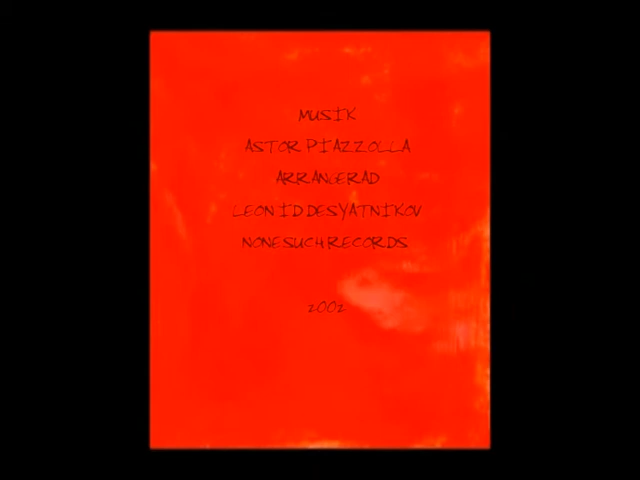 MUSIK
ASTOR PIAZZOLLA
ARRANGERAD
LEONID DESYATNIKOV
NONESUCH RECORDS
2002